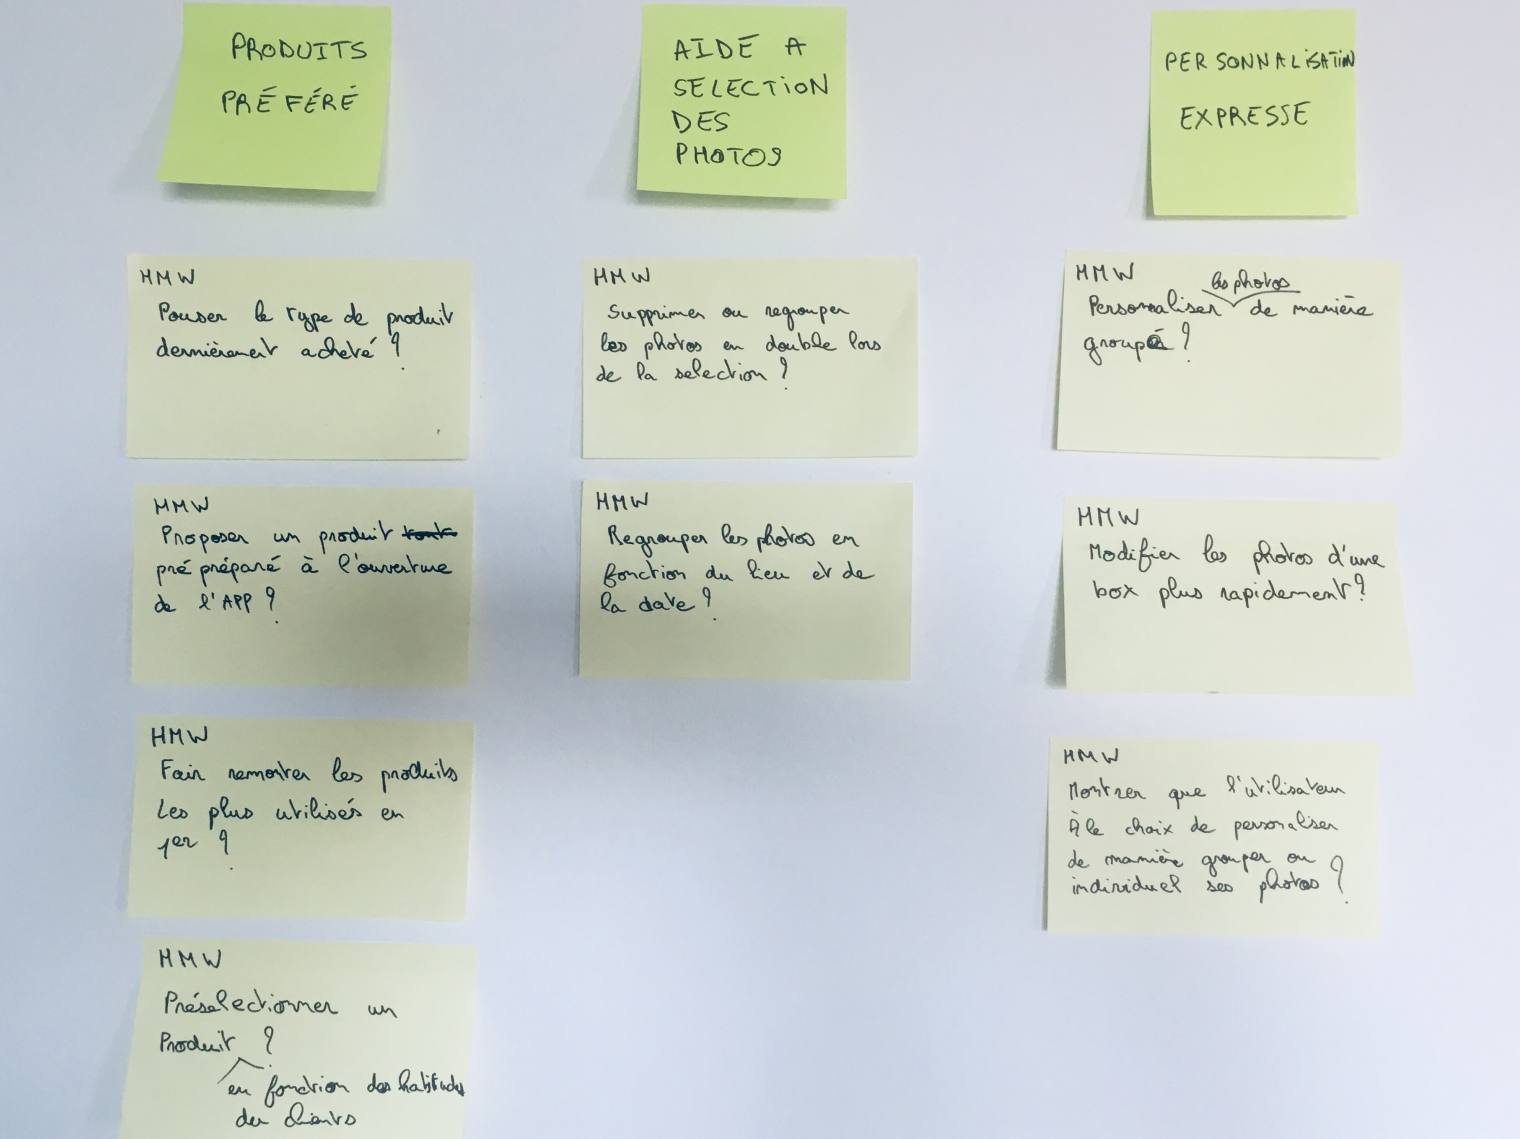 PRODUITS
PRÉFÉRÉ
HMW
Pouser le type de produit
dernièrement acheté ?
HMW
Proposer un produit
pré préparé à l'ouverture
de l'APP ?
HMW
Fair remonter les produits
Les plus utilisés en
1er ?
HMW
Préselectionner un
Produit ?
en fonction des habitudes
des clients
AIDE A
SELECTION
DES
PHOTOS
HMW
Supprimer ou regrouper
les photos en double lors
de la selection ?
HMW
Regrouper les photos en
fonction du lieu et de
la date ?
PERSONNALISATION
EXPRESSE
HMW
les photos
Personnaliser de manière
groupé ?
HMW
Modifier les photos d'une
box plus rapidement ?
HMW
Montrer que l'utilisateur
À le choix de personaliser
de manière grouper ou
individuel ses photos ?